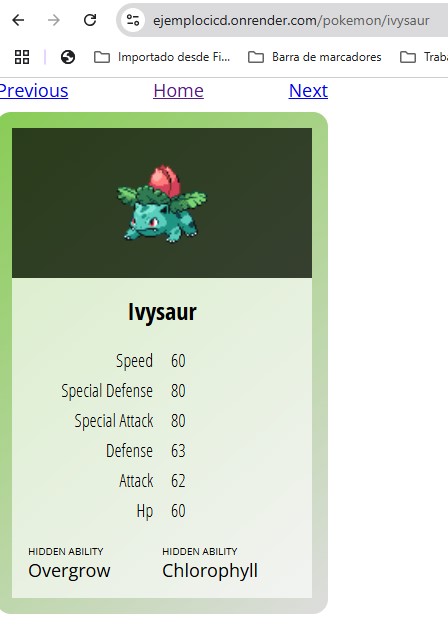 ejemplocicd.onrender.com/pokemon/ivysaur
Importado desde Fi... Barra de marcadores Traba
Previous Home Next
Ivysaur
Speed 60
Special Defense 80
Special Attack 80
Defense 63
Attack 62
Hp 60
HIDDEN ABILITY HIDDEN ABILITY
Overgrow Chlorophyll